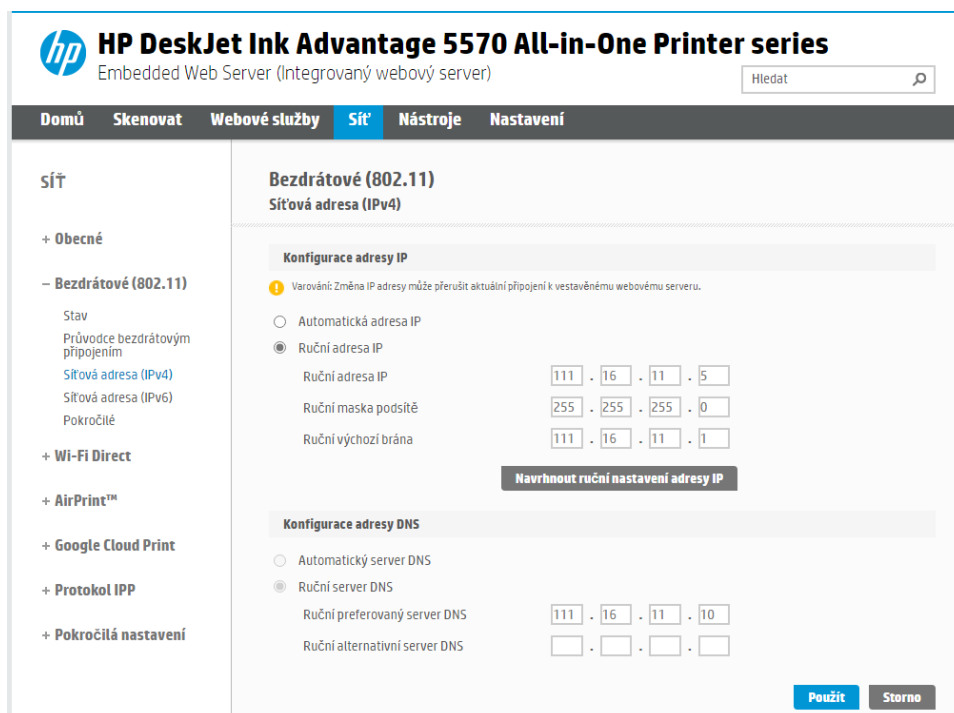 hp
HP DeskJet Ink Advantage 5570 All-in-One Printer series
Embedded Web Server (Integrovaný webový server)
Hledat
Domů Skenovat Webové služby Síť Nástroje Nastavení
SÍŤ
+ Obecné
– Bezdrátové (802.11)
Stav
Průvodce bezdrátovým
připojením
Síťová adresa (IPv4)
Síťová adresa (IPv6)
Pokročilé
+ Wi-Fi Direct
+ AirPrint™
+ Google Cloud Print
+ Protokol IPP
+ Pokročilá nastavení
Bezdrátové (802.11)
Síťová adresa (IPv4)
Konfigurace adresy IP
Varování: Změna IP adresy může přerušit aktuální připojení k vestavěnému webovému serveru.
Automatická adresa IP
Ruční adresa IP
Ruční adresa IP 111 . 16 . 11 . 5
Ruční maska podsítě 255 . 255 . 255 . 0
Ruční výchozí brána 111 . 16 . 11 . 1
Navrhnout ruční nastavení adresy IP
Konfigurace adresy DNS
Automatický server DNS
Ruční server DNS
Ruční preferovaný server DNS 111 . 16 . 11 . 10
Ruční alternativní server DNS . . .
Použít Storno